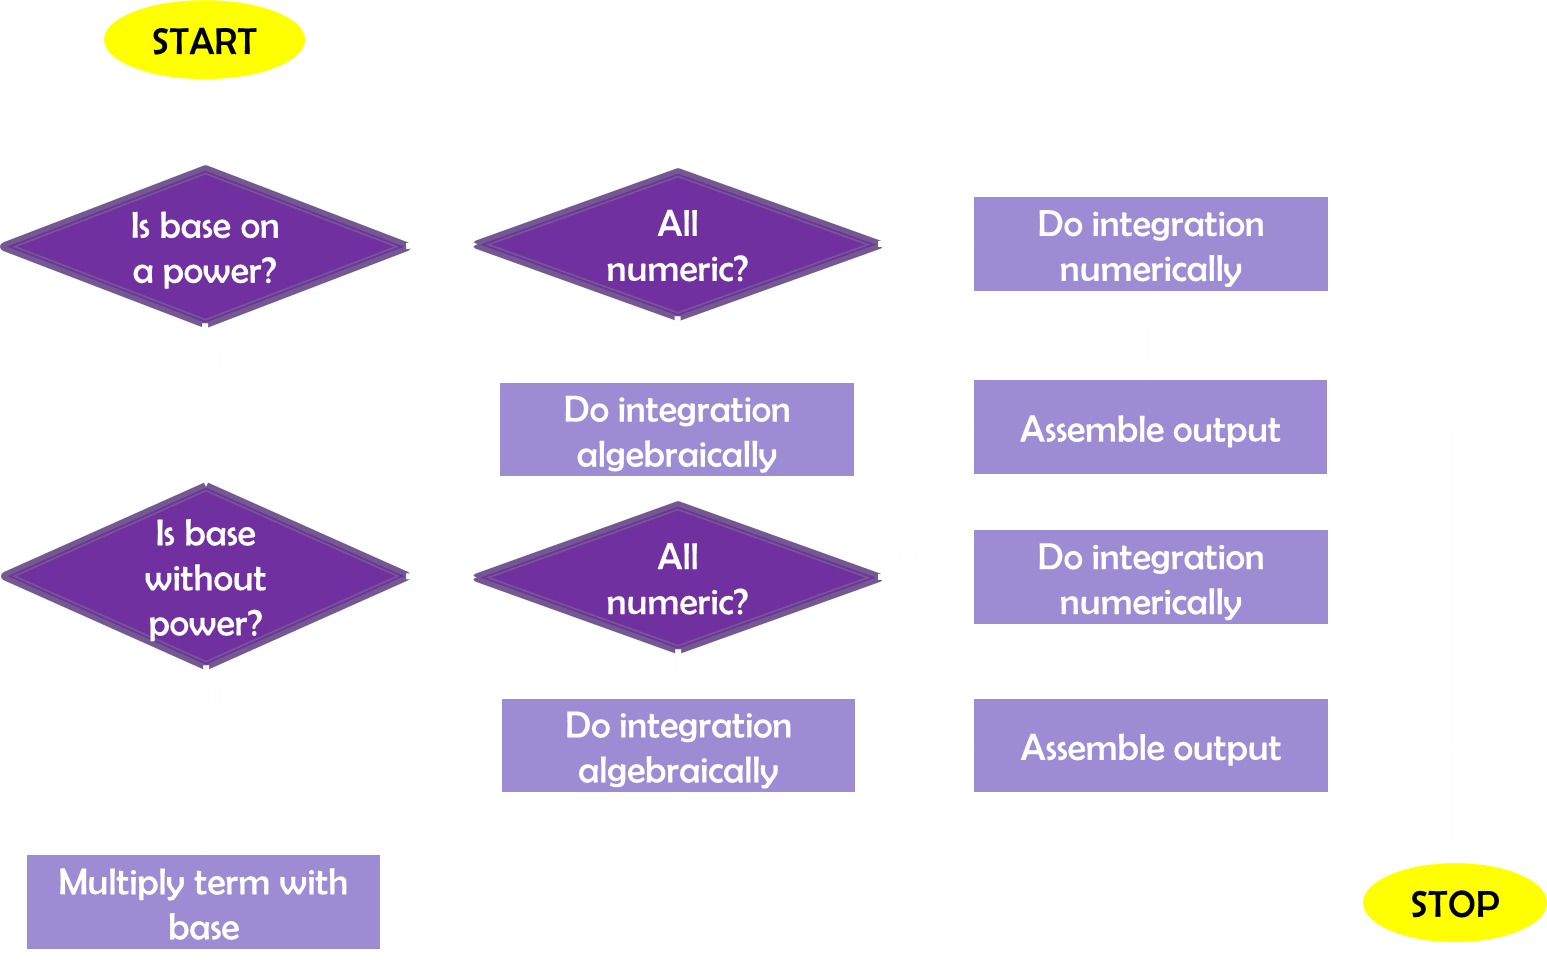 START
Is base on
a power?
All
numeric?
Do integration
numerically
Do integration
algebraically
Assemble output
Is base
without
power?
All
numeric?
Do integration
numerically
Do integration
algebraically
Assemble output
Multiply term with
base
STOP